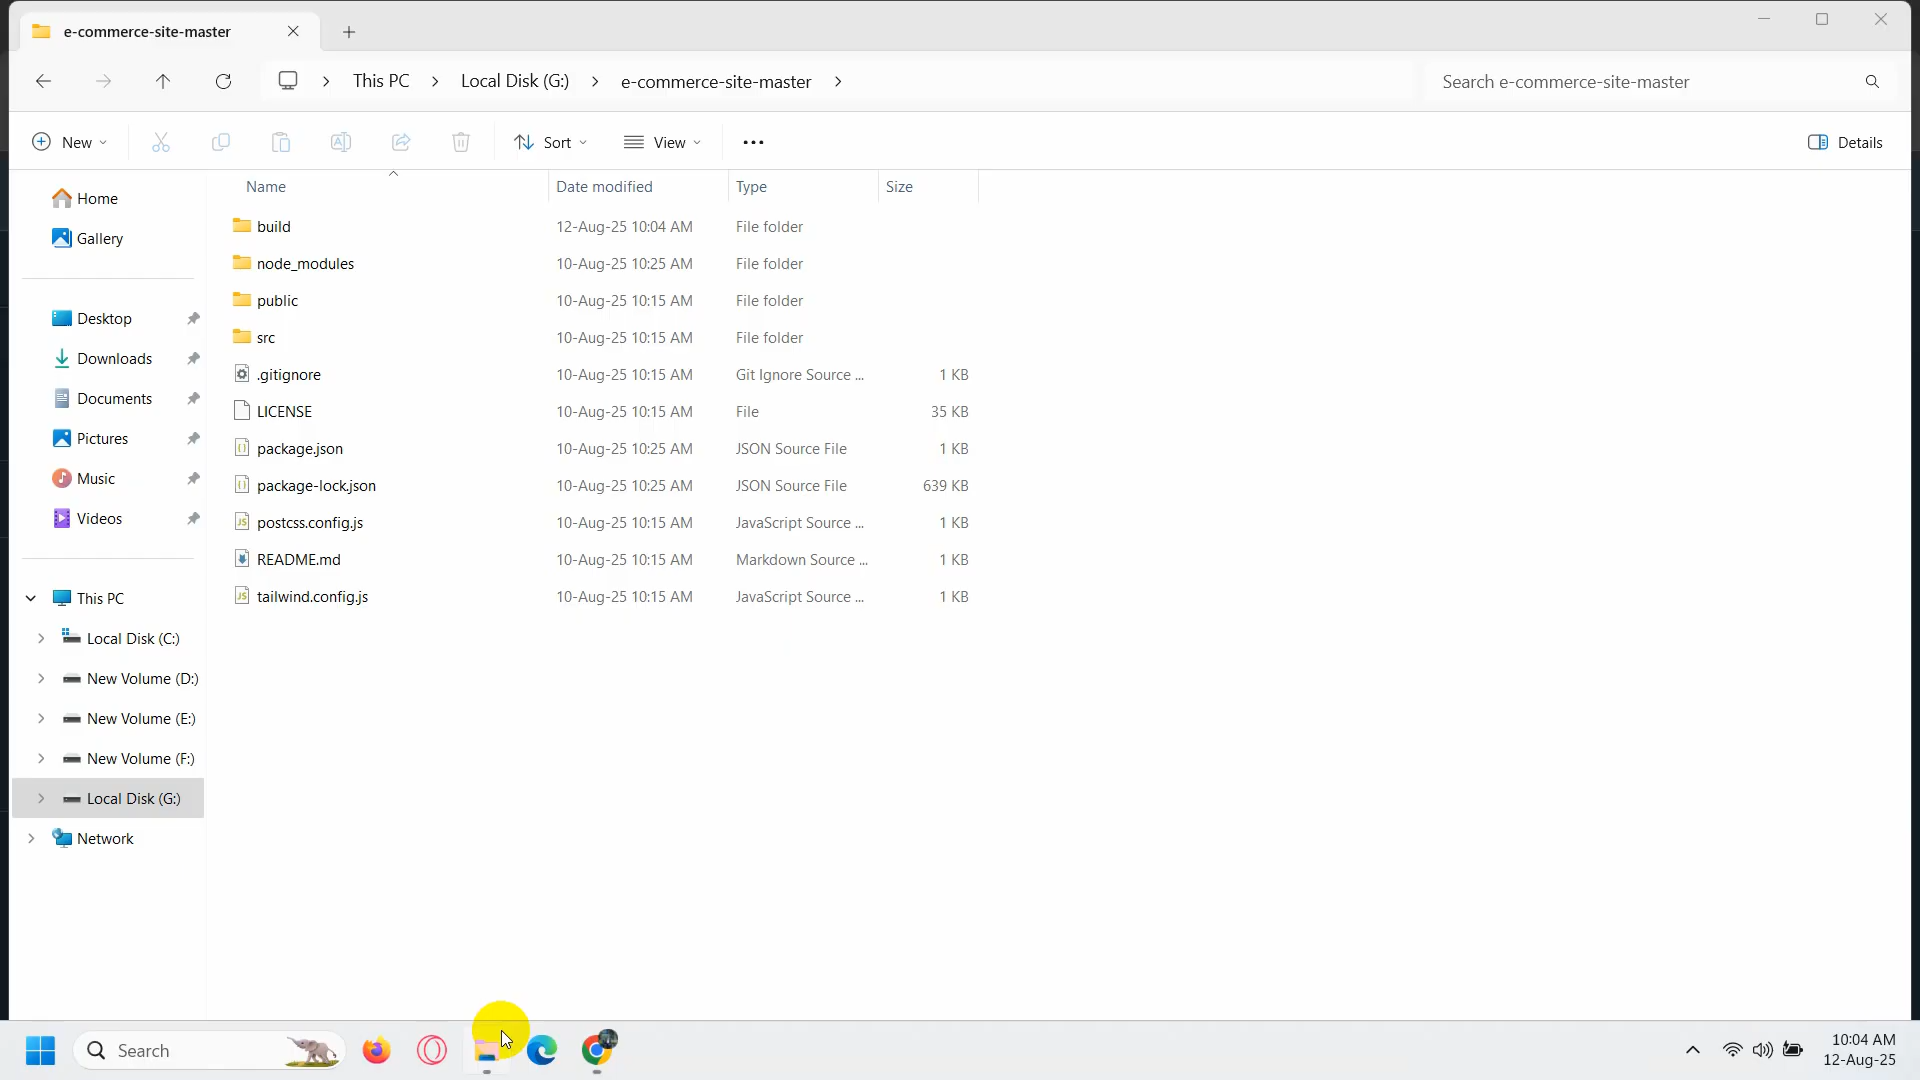 e-commerce-site-master
This PC
Local Disk (G:)
e-commerce-site-master
Search e-commerce-site-master
New
Sort
View
Details
Name
Date modified
Type
Size
Home
Gallery
Desktop
Downloads
Documents
Pictures
Music
Videos
This PC
Local Disk (C:)
New Volume (D:)
New Volume (E:)
New Volume (F:)
Local Disk (G:)
Network
build 12-Aug-25 10:04 AM File folder
node_modules 10-Aug-25 10:25 AM File folder
public 10-Aug-25 10:15 AM File folder
src 10-Aug-25 10:15 AM File folder
.gitignore 10-Aug-25 10:15 AM Git Ignore Source ... 1 KB
LICENSE 10-Aug-25 10:15 AM File 35 KB
package.json 10-Aug-25 10:25 AM JSON Source File 1 KB
package-lock.json 10-Aug-25 10:25 AM JSON Source File 639 KB
postcss.config.js 10-Aug-25 10:15 AM JavaScript Source ... 1 KB
README.md 10-Aug-25 10:15 AM Markdown Source ... 1 KB
tailwind.config.js 10-Aug-25 10:15 AM JavaScript Source ... 1 KB
Search
10:04 AM
12-Aug-25